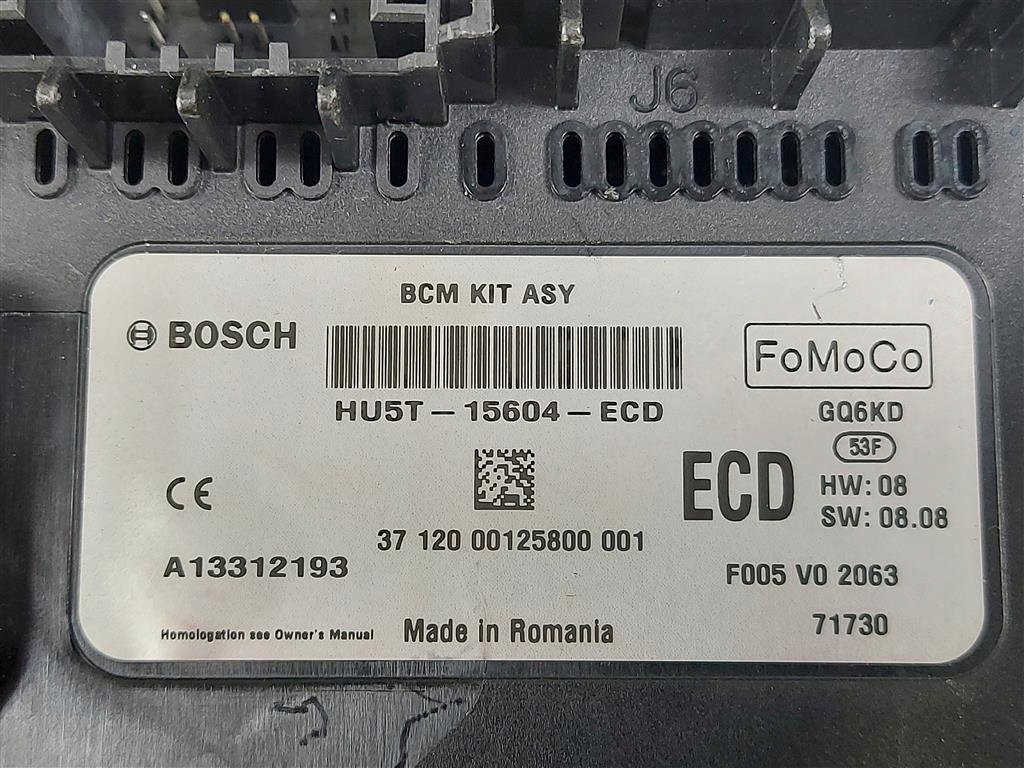 J6
BCM KIT ASY
BOSCH
FoMoCo
HU5T-15604-ECD
GQ6KD
53F
ECD
HW: 08
SW: 08.08
CE
37 120 00125800 001
A13312193
F005 V0 2063
71730
Homologation see Owner's Manual
Made in Romania